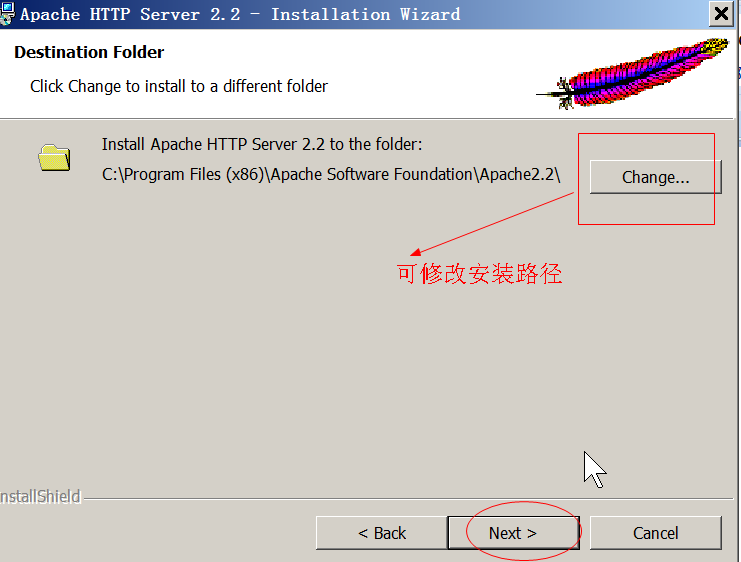 Apache HTTP Server 2.2 - Installation Wizard
Destination Folder
Click Change to install to a different folder
Install Apache HTTP Server 2.2 to the folder:
C:\Program Files (x86)\Apache Software Foundation\Apache2.2\
Change...
可修改安装路径
nstallShield
< Back
Next >
Cancel